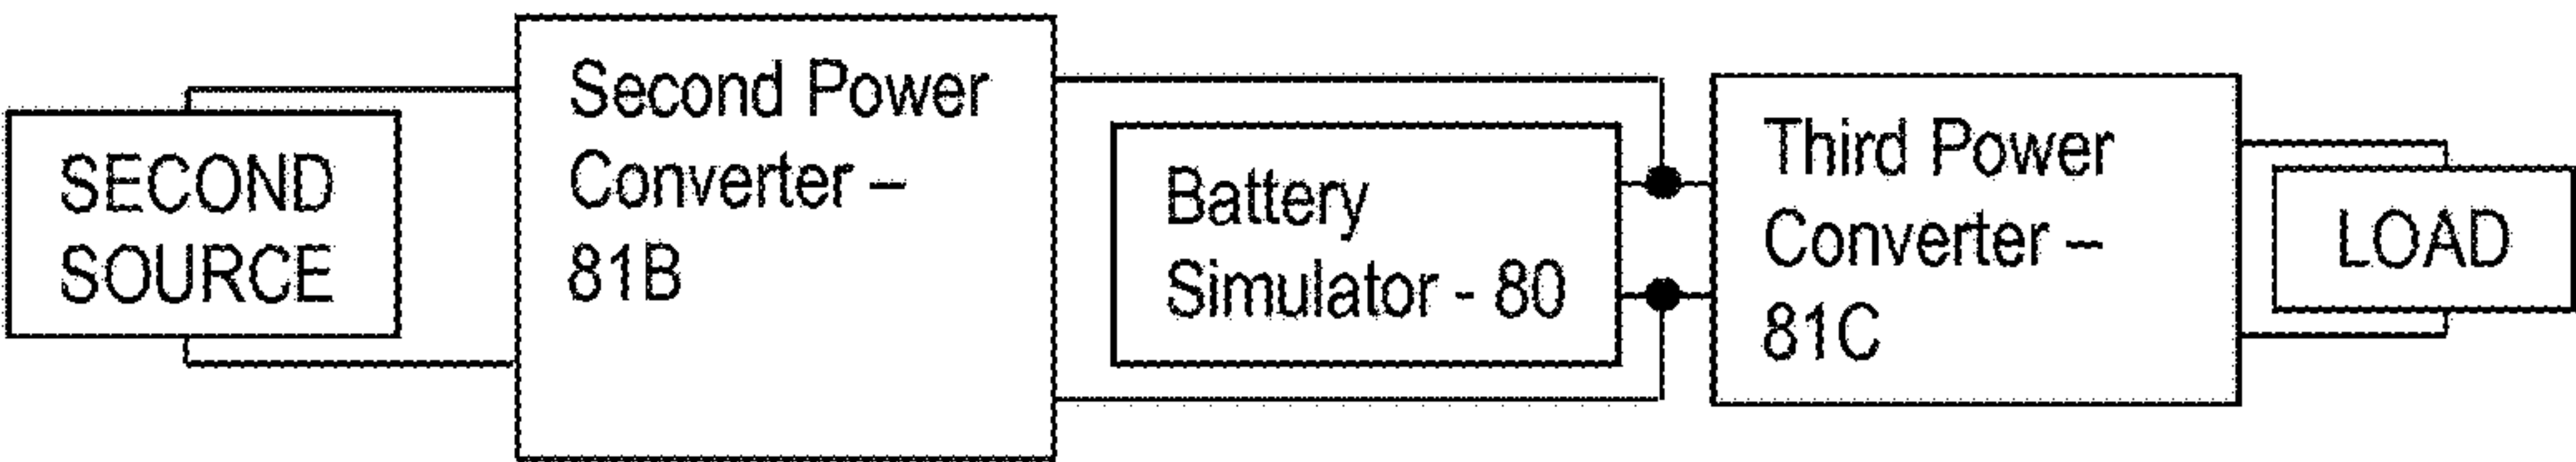 SECOND
SOURCE
Second Power
Converter –
81B
Battery
Simulator - 80
Third Power
Converter –
81C
LOAD